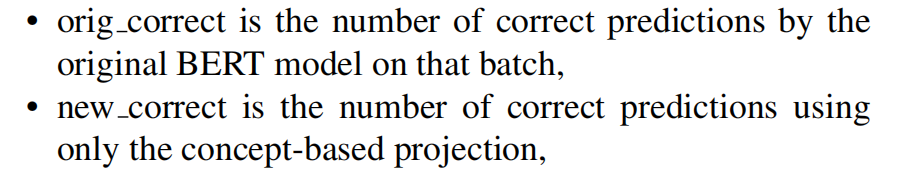 • orig_correct is the number of correct predictions by the
original BERT model on that batch,
• new_correct is the number of correct predictions using
only the concept-based projection,